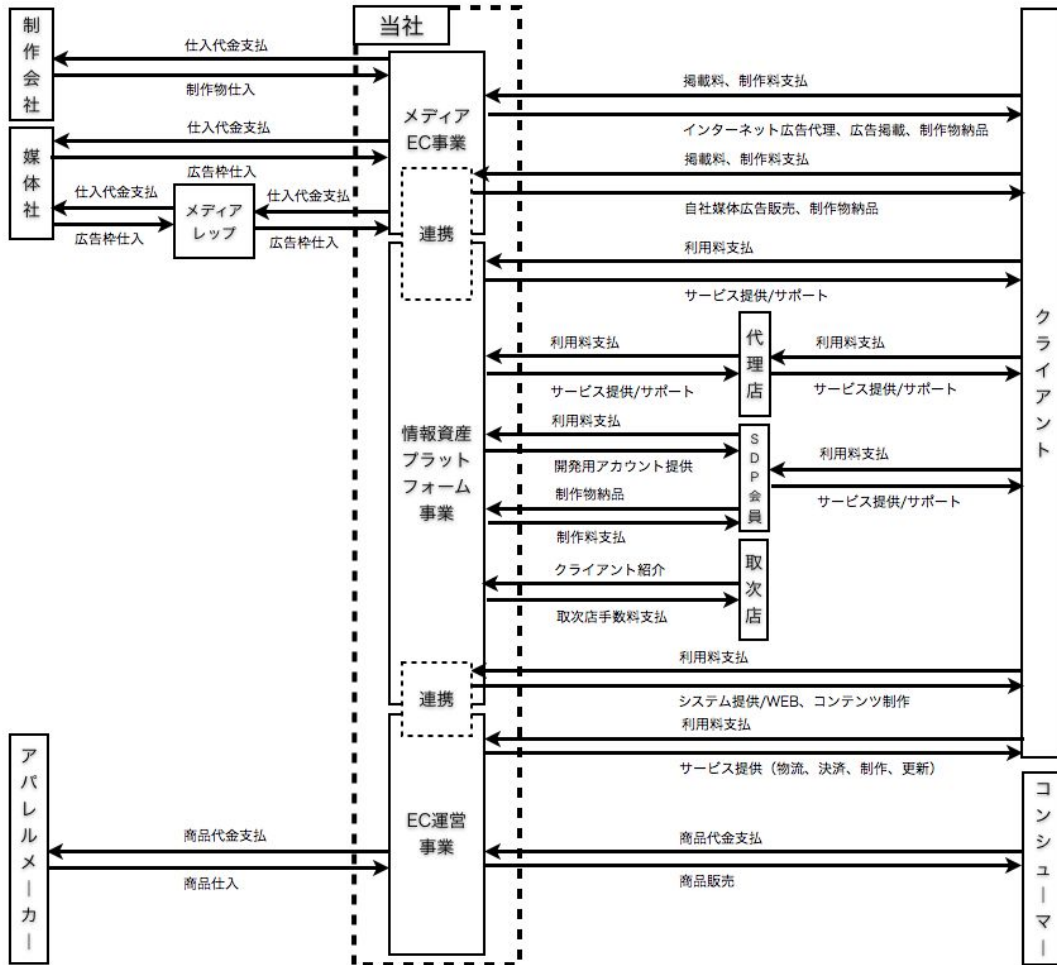 制作会社
当社
仕入代金支払
制作物仕入
メディア
EC事業
掲載料、制作料支払
インターネット広告代理、広告掲載、制作物納品
媒体社
仕入代金支払
広告枠仕入
掲載料、制作料支払
自社媒体広告販売、制作物納品
仕入代金支払
広告枠仕入
メディア
レップ
仕入代金支払
広告枠仕入
連携
利用料支払
サービス提供/サポート
クライアント
利用料支払
サービス提供/サポート
代理店
利用料支払
サービス提供/サポート
情報資産
プラット
フォーム
事業
利用料支払
開発用アカウント提供
制作物納品
制作料支払
SDP会員
利用料支払
サービス提供/サポート
クライアント紹介
取次店手数料支払
取次店
連携
利用料支払
システム提供/WEB、コンテンツ制作
利用料支払
サービス提供（物流、決済、制作、更新）
アパレルメーカー
商品代金支払
商品仕入
EC運営
事業
商品代金支払
商品販売
コンシューマー